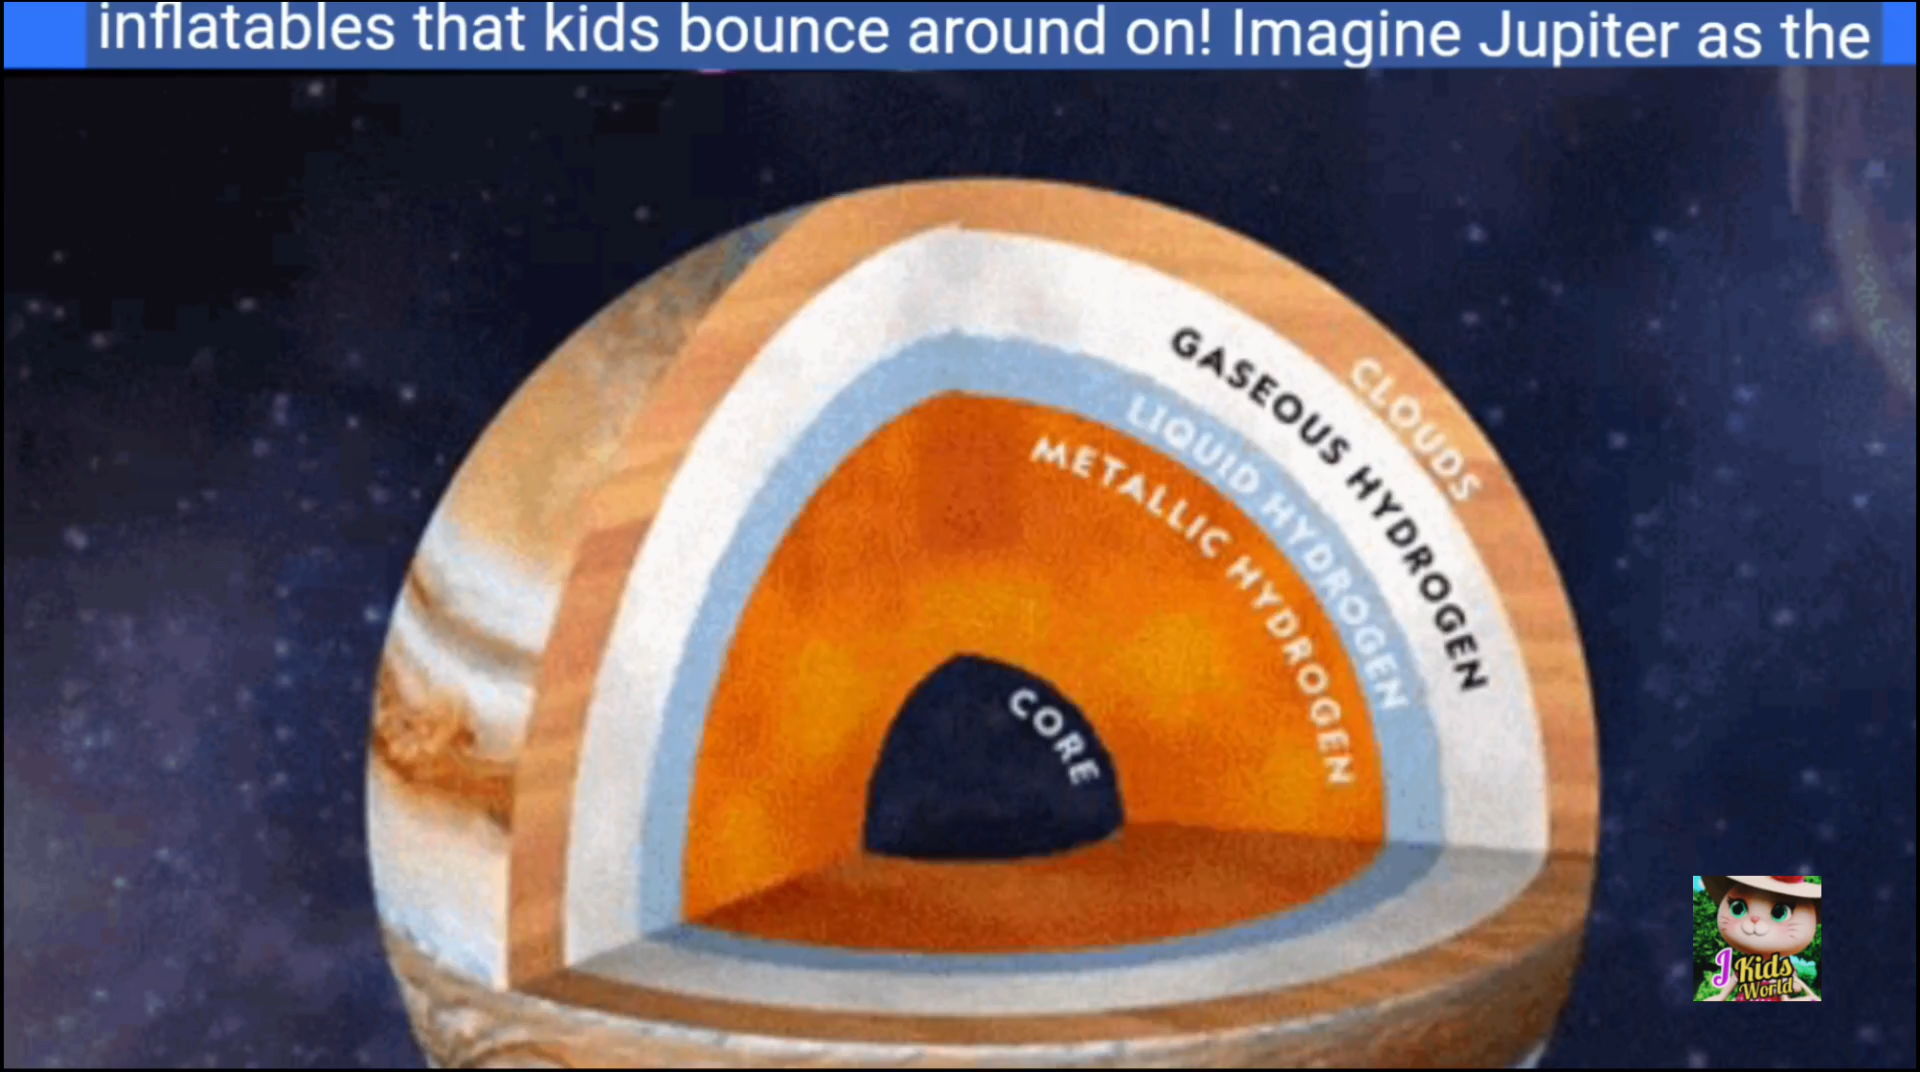 inflatables that kids bounce around on! Imagine Jupiter as the
CLOUDS
GASEOUS HYDROGEN
LIQUID HYDROGEN
METALLIC HYDROGEN
CORE
J Kids
World